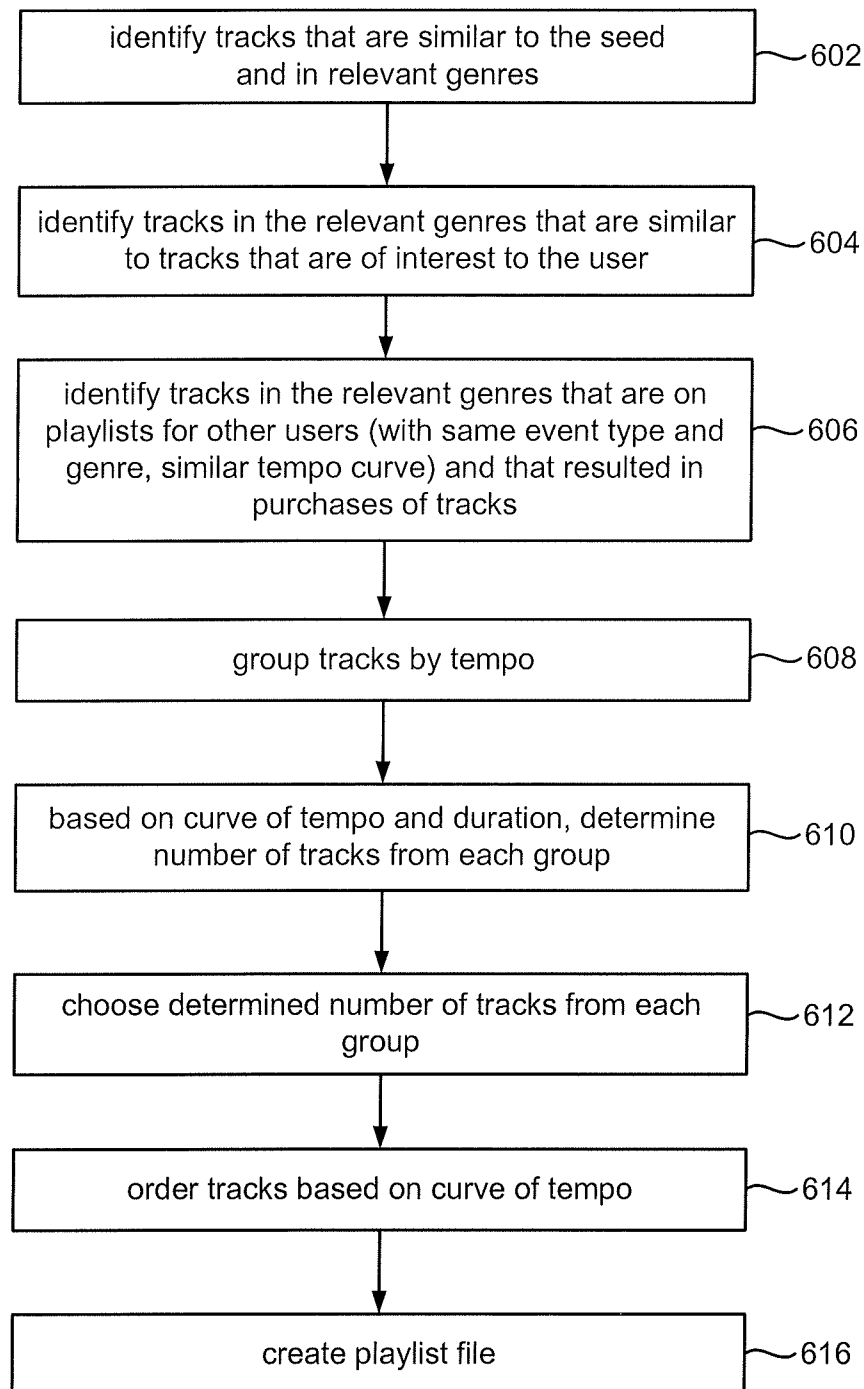 identify tracks that are similar to the seed
and in relevant genres
602
identify tracks in the relevant genres that are similar
to tracks that are of interest to the user
604
identify tracks in the relevant genres that are on
playlists for other users (with same event type and
genre, similar tempo curve) and that resulted in
purchases of tracks
606
group tracks by tempo
608
based on curve of tempo and duration, determine
number of tracks from each group
610
choose determined number of tracks from each
group
612
order tracks based on curve of tempo
614
create playlist file
616